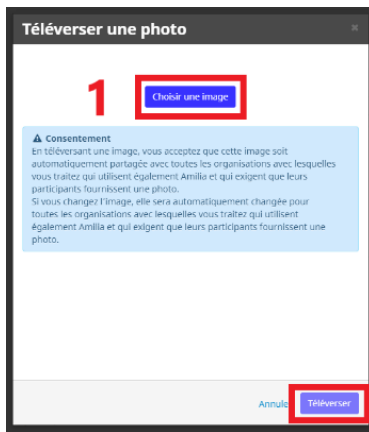 Téléverser une photo ×
1
Choisir une image
Consentement
En téléversant une image, vous acceptez que cette image soit
automatiquement partagée avec toutes les organisations avec lesquelles
vous traitez qui utilisent également Amilia et qui exigent que leurs
participants fournissent une photo.
Si vous changez l'image, elle sera automatiquement changée pour
toutes les organisations avec lesquelles vous traitez qui utilisent
également Amilia et qui exigent que leurs participants fournissent une
photo.
Annule Téléverser